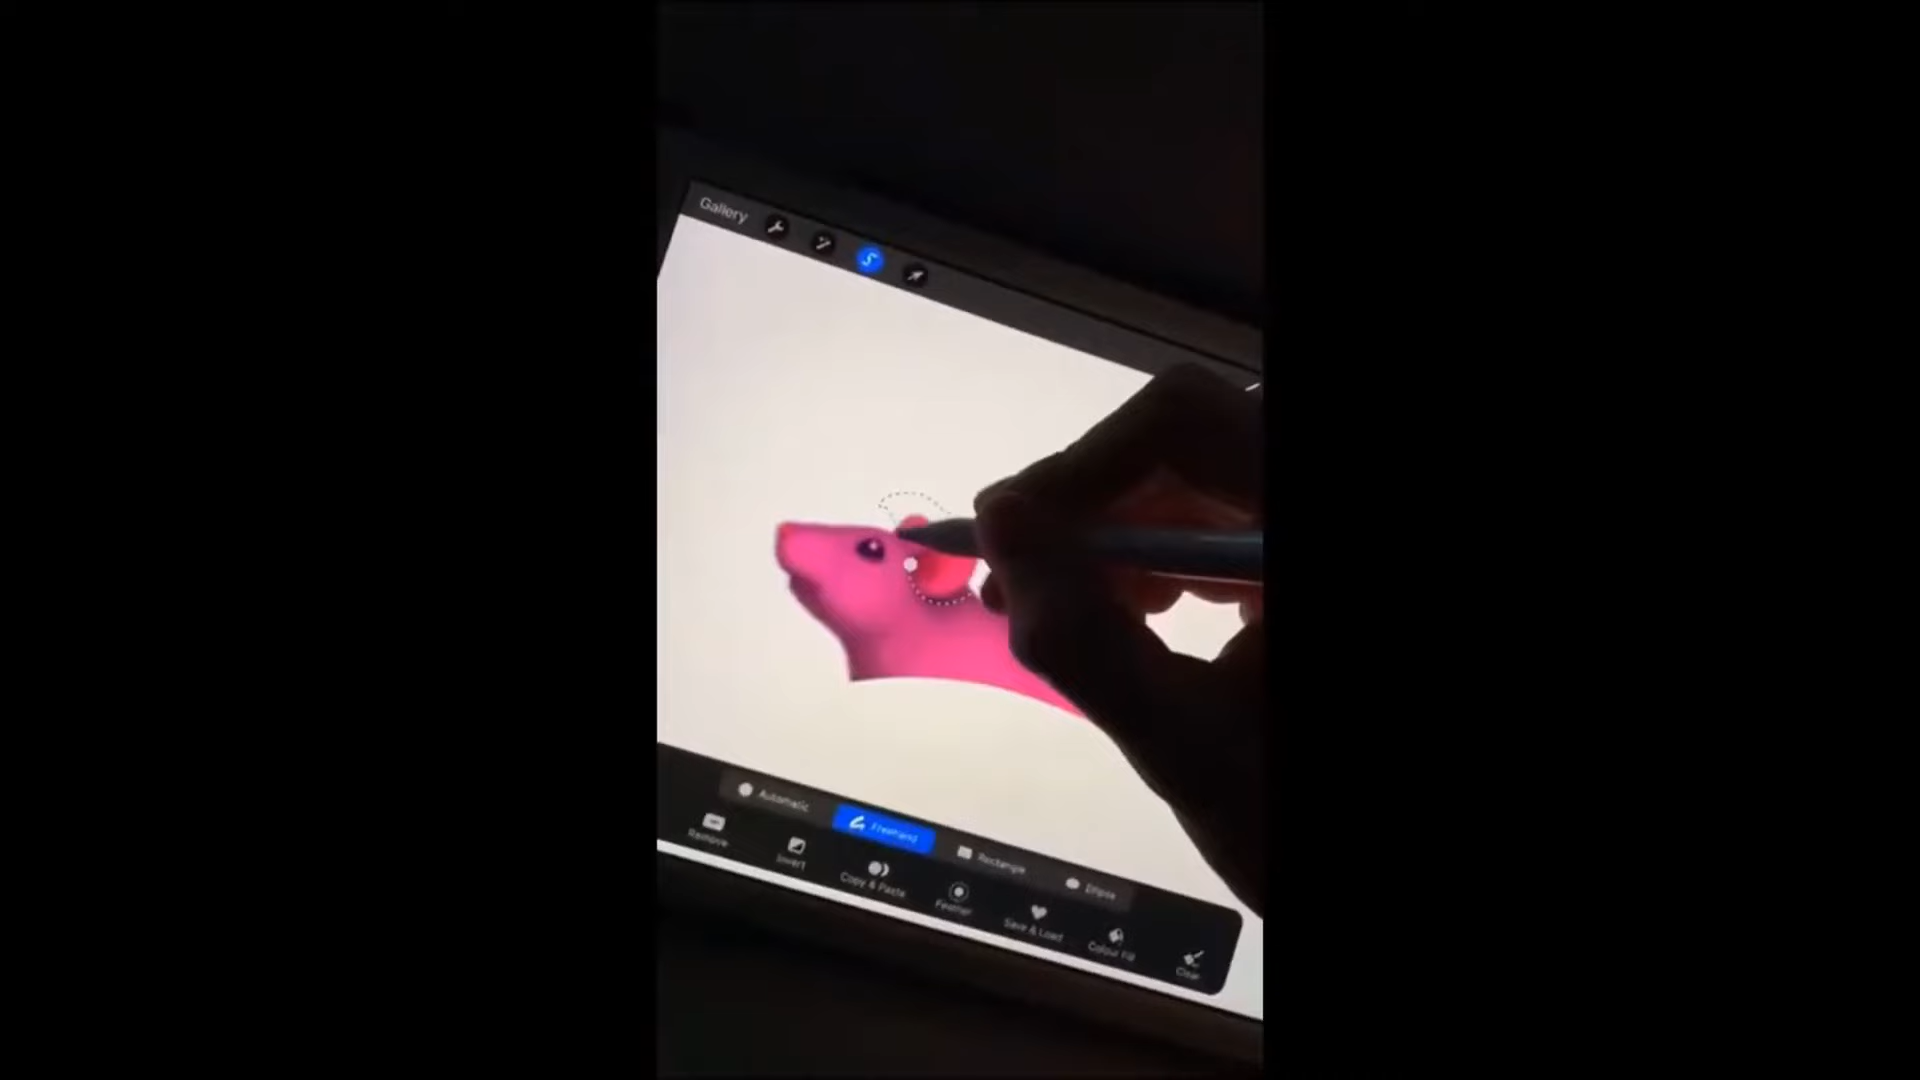 Gallery
Automatic
Freehand
Rectangle
Ellipse
Remove
Invert
Copy & Paste
Feather
Save & Load
Colour Fill
Clear